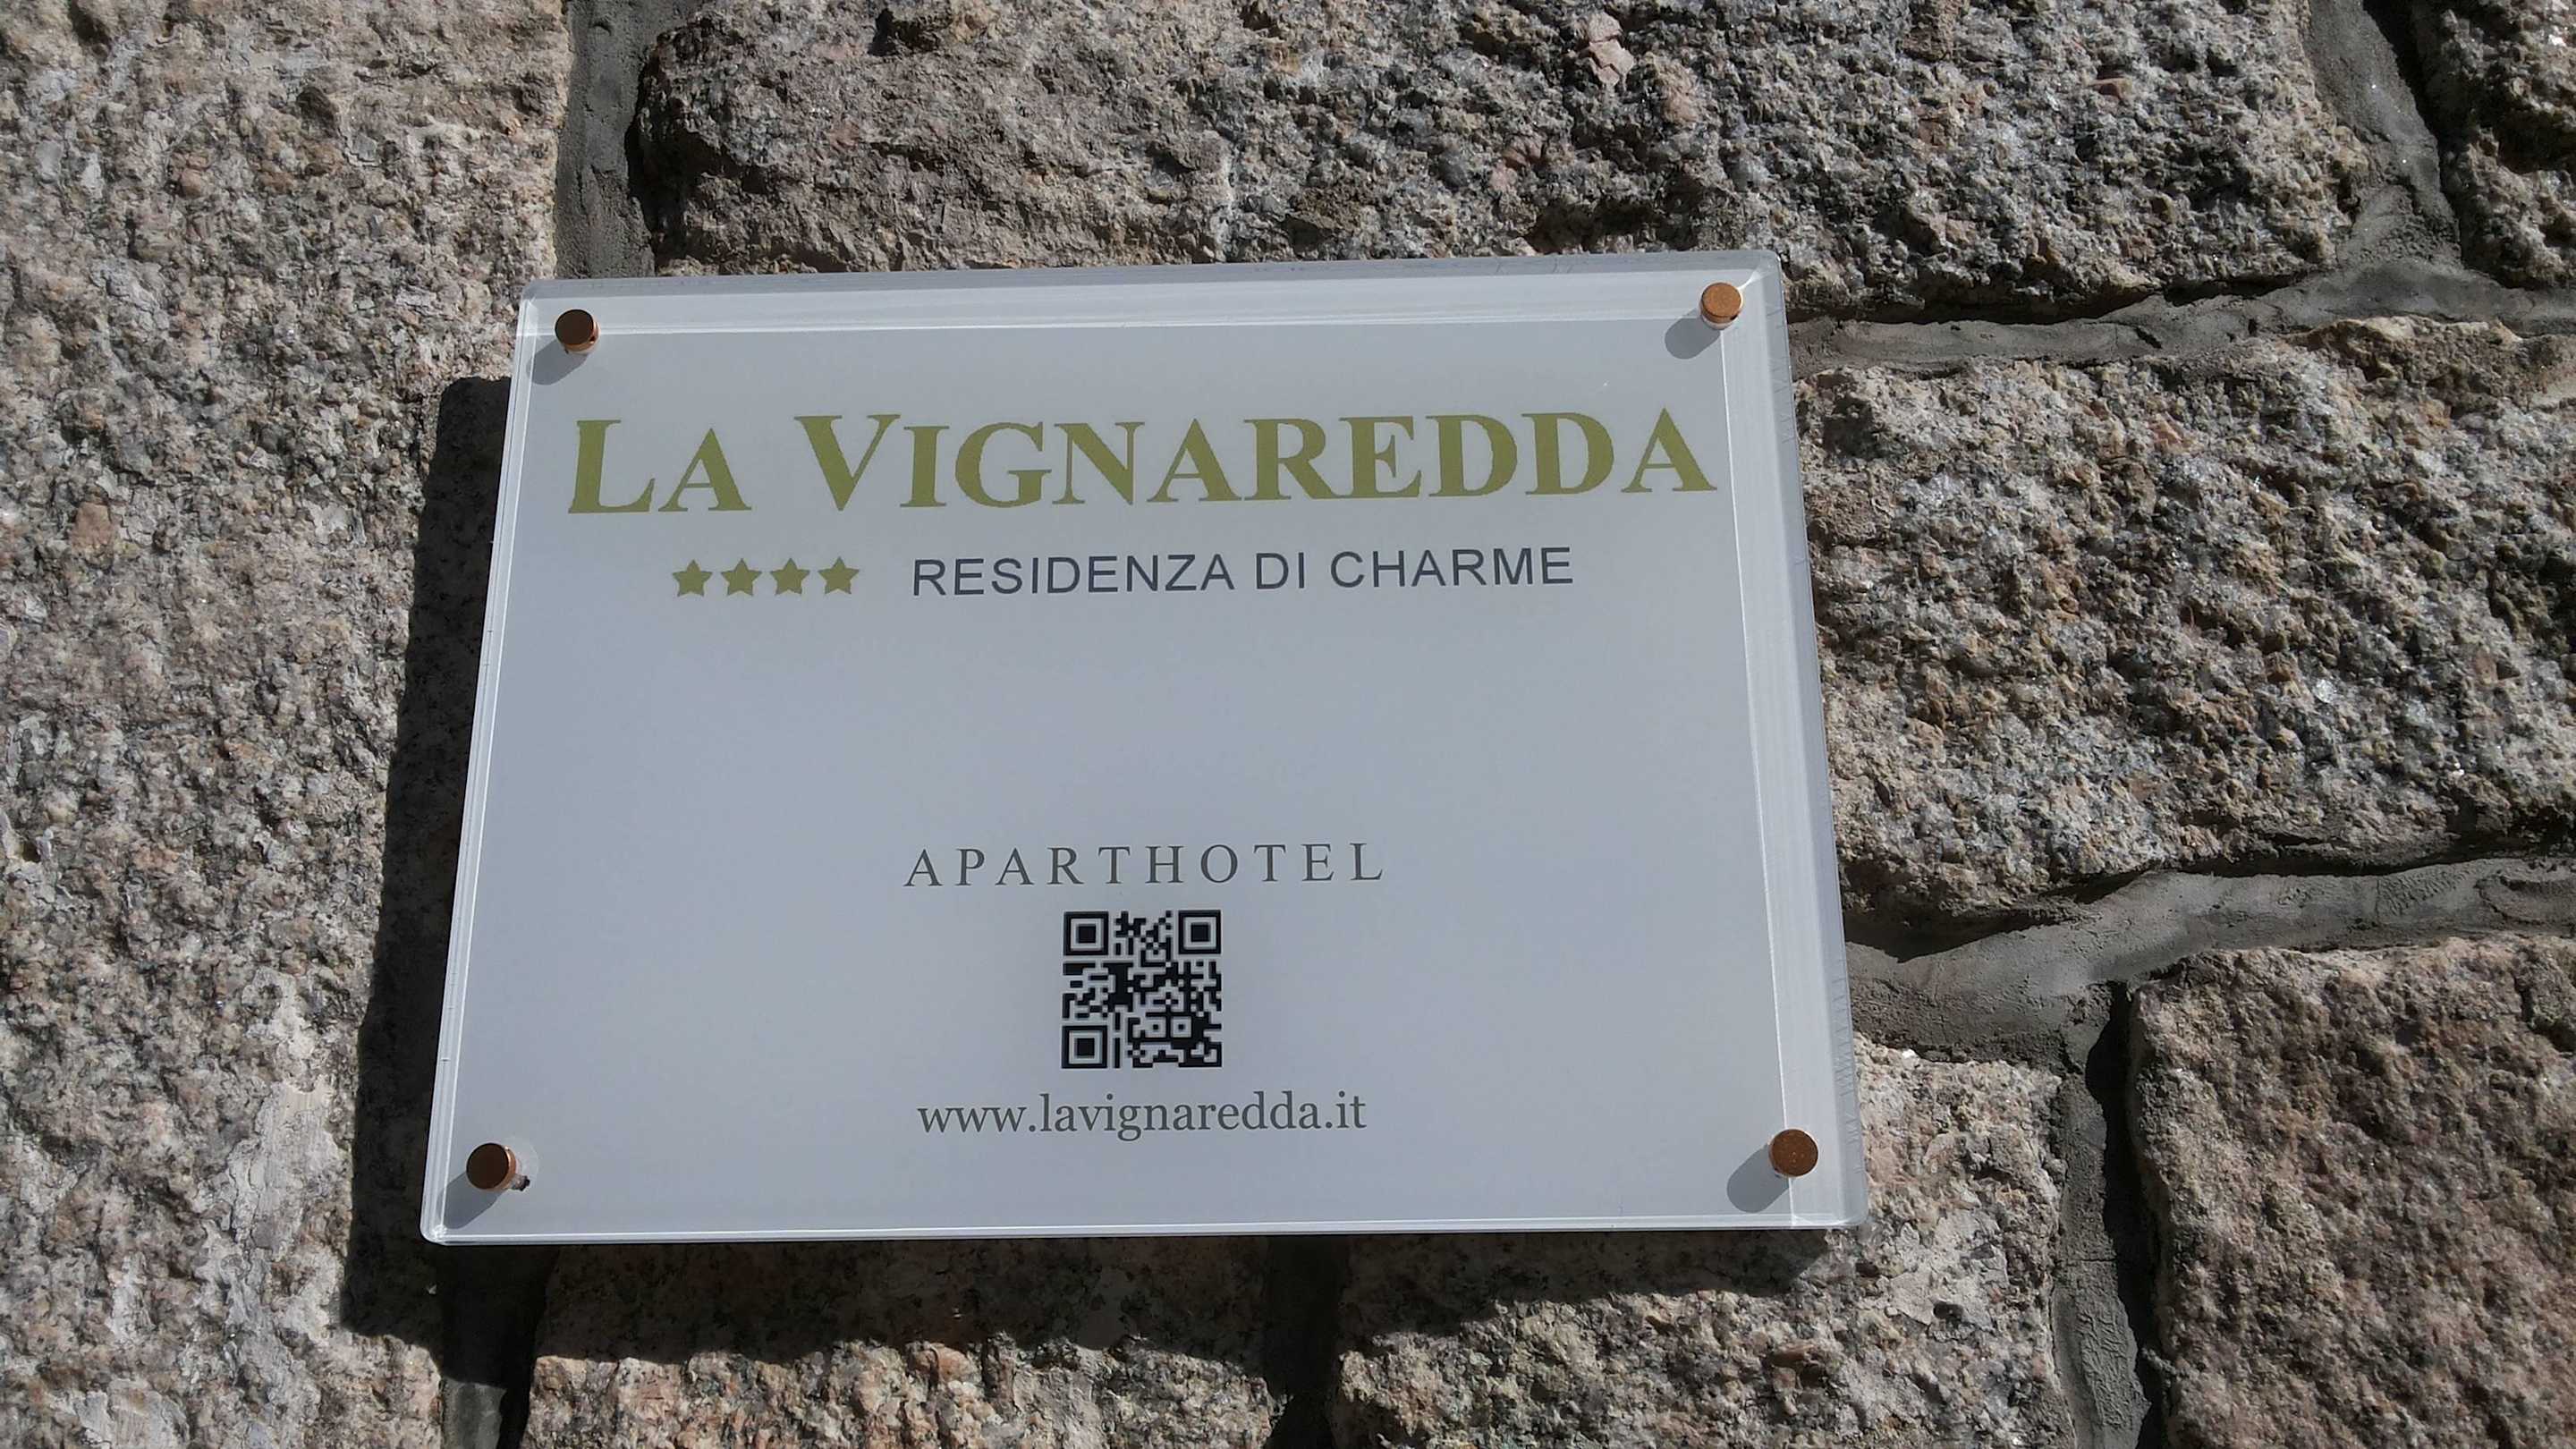 LA VIGNAREDDA
★★★★ RESIDENZA DI CHARME
APARTHOTEL
www.lavignaredda.it